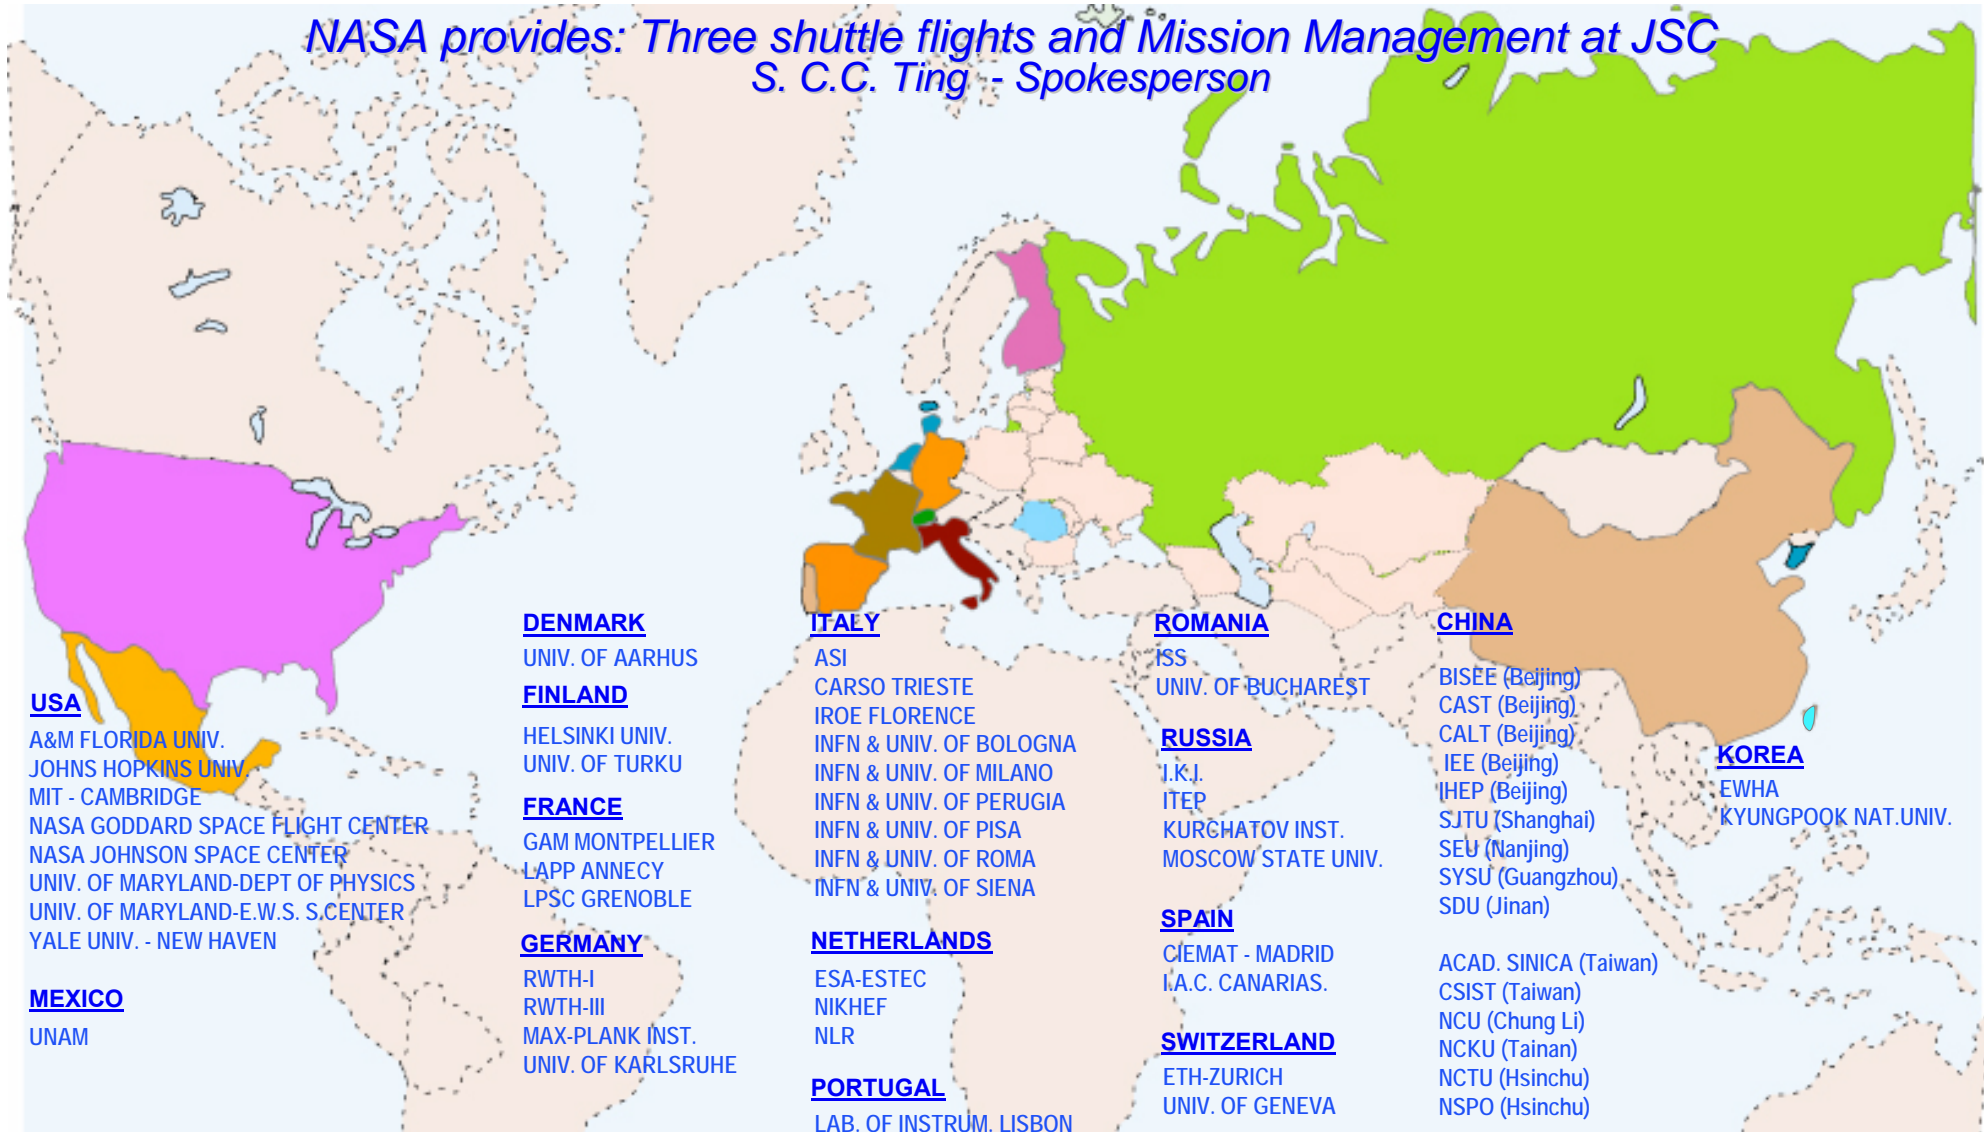 NASA provides: Three shuttle flights and Mission Management at JSC
S. C.C. Ting - Spokesperson
USA
A&M FLORIDA UNIV.
JOHNS HOPKINS UNIV.
MIT - CAMBRIDGE
NASA GODDARD SPACE FLIGHT CENTER
NASA JOHNSON SPACE CENTER
UNIV. OF MARYLAND-DEPT OF PHYSICS
UNIV. OF MARYLAND-E.W.S. S.CENTER
YALE UNIV. - NEW HAVEN
MEXICO
UNAM
DENMARK
UNIV. OF AARHUS
FINLAND
HELSINKI UNIV.
UNIV. OF TURKU
FRANCE
GAM MONTPELLIER
LAPP ANNECY
LPSC GRENOBLE
GERMANY
RWTH-I
RWTH-III
MAX-PLANK INST.
UNIV. OF KARLSRUHE
ITALY
ASI
CARSO TRIESTE
IROE FLORENCE
INFN & UNIV. OF BOLOGNA
INFN & UNIV. OF MILANO
INFN & UNIV. OF PERUGIA
INFN & UNIV. OF PISA
INFN & UNIV. OF ROMA
INFN & UNIV. OF SIENA
NETHERLANDS
ESA-ESTEC
NIKHEF
NLR
PORTUGAL
LAB. OF INSTRUM. LISBON
ROMANIA
ISS
UNIV. OF BUCHAREST
RUSSIA
I.K.I.
ITEP
KURCHATOV INST.
MOSCOW STATE UNIV.
SPAIN
CIEMAT - MADRID
I.A.C. CANARIAS.
SWITZERLAND
ETH-ZURICH
UNIV. OF GENEVA
CHINA
BISEE (Beijing)
CAST (Beijing)
CALT (Beijing)
IEE (Beijing)
IHEP (Beijing)
SJTU (Shanghai)
SEU (Nanjing)
SYSU (Guangzhou)
SDU (Jinan)
ACAD. SINICA (Taiwan)
CSIST (Taiwan)
NCU (Chung Li)
NCKU (Tainan)
NCTU (Hsinchu)
NSPO (Hsinchu)
KOREA
EWHA
KYUNGPOOK NAT.UNIV.